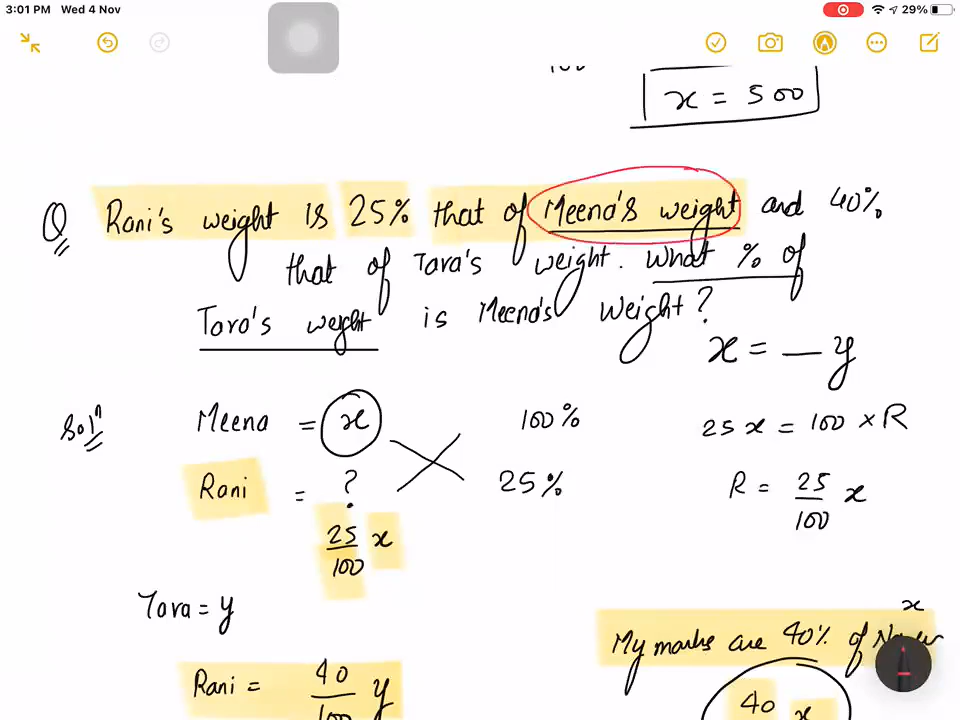 3:01 PM Wed 4 Nov
29%
x = 500
Q Rani's weight is 25% that of Meena's weight and 40%
that of Tara's weight. What % of
Tara's weight is Meena's weight?
x = — y
Solⁿ Meena = x 100% 25x = 100 × R
Rani = ? 25% R = 25/100 x
25/100 x
Tara = y
x
My marks are 40% of
Rani = 40/100 y
40 x